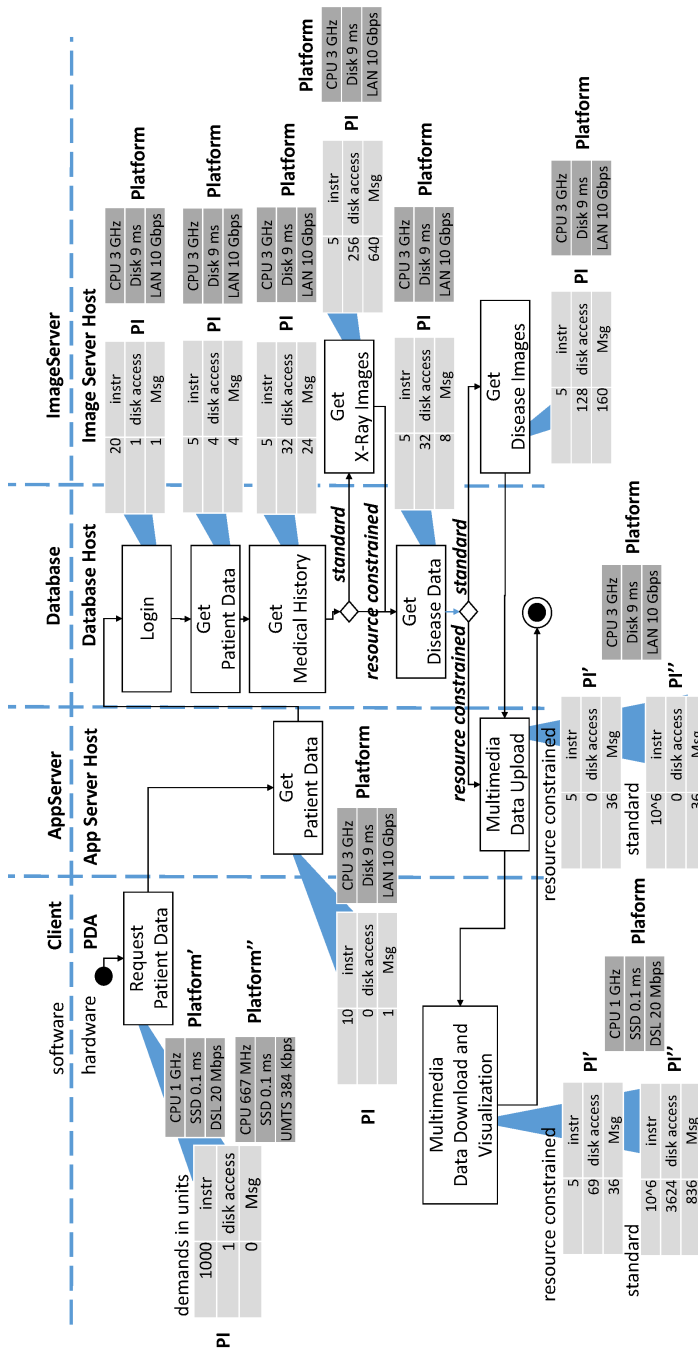 software
hardware
Client
PDA
AppServer
App Server Host
Database
Database Host
ImageServer
Image Server Host
Request
Patient Data
demands in units
1000 instr
1 disk access
0 Msg
PI
CPU 1 GHz
SSD 0.1 ms
DSL 20 Mbps
Platform'
CPU 667 MHz
SSD 0.1 ms
UMTS 384 Kbps
Platform''
Get
Patient Data
10 instr
0 disk access
1 Msg
PI
CPU 3 GHz
Disk 9 ms
LAN 10 Gbps
Platform
Login
20 instr
1 disk access
1 Msg
PI
CPU 3 GHz
Disk 9 ms
LAN 10 Gbps
Platform
Get
Patient Data
5 instr
4 disk access
4 Msg
PI
CPU 3 GHz
Disk 9 ms
LAN 10 Gbps
Platform
Get
Medical History
5 instr
32 disk access
24 Msg
PI
CPU 3 GHz
Disk 9 ms
LAN 10 Gbps
Platform
standard
resource constrained
Get
X-Ray Images
5 instr
256 disk access
640 Msg
PI
CPU 3 GHz
Disk 9 ms
LAN 10 Gbps
Platform
Get
Disease Data
5 instr
32 disk access
8 Msg
PI
CPU 3 GHz
Disk 9 ms
LAN 10 Gbps
Platform
resource constrained
standard
Get
Disease Images
5 instr
128 disk access
160 Msg
PI
CPU 3 GHz
Disk 9 ms
LAN 10 Gbps
Platform
Multimedia
Data Upload
resource constrained
5 instr
0 disk access
36 Msg
PI'
standard
10^6 instr
0 disk access
36 Msg
PI''
CPU 3 GHz
Disk 9 ms
LAN 10 Gbps
Platform
Multimedia
Data Download and
Visualization
resource constrained
5 instr
69 disk access
36 Msg
PI'
standard
10^6 instr
3624 disk access
836 Msg
PI''
CPU 1 GHz
SSD 0.1 ms
DSL 20 Mbps
Plaform